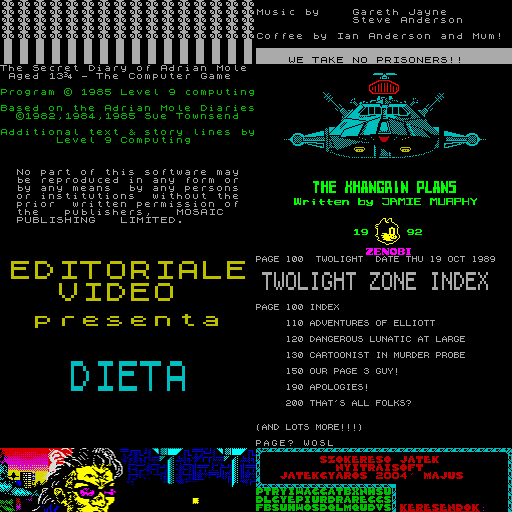 The Secret Diary of Adrian Mole
Aged 13¾ - The Computer Game
Program © 1985 Level 9 computing
Based on the Adrian Mole Diaries
©1982,1984,1985 Sue Townsend
Additional text & story lines by
Level 9 Computing
No part of this software may
be reproduced in any form or
by any means by any persons
or institutions without the
prior written permission of
the publishers, MOSAIC
PUBLISHING LIMITED.
Music by Gareth Jayne
Steve Anderson
Coffee by Ian Anderson and Mum!
WE TAKE NO PRISONERS!!
THE KHANGRIN PLANS
Written by JAMIE MURPHY
19 92
ZENOBI
EDITORIALE
VIDEO
presenta
DIETA
PAGE 100 TWOLIGHT DATE THU 19 OCT 1989
TWOLIGHT ZONE INDEX
PAGE 100 INDEX
110 ADVENTURES OF ELLIOTT
120 DANGEROUS LUNATIC AT LARGE
130 CARTOONIST IN MURDER PROBE
150 OUR PAGE 3 GUY!
190 APOLOGIES!
200 THAT'S ALL FOLKS?
(AND LOTS MORE!!!)
PAGE? WOSL
SZOKERESO JATEK
NYITRAISOFT
JATEKGYAROS 2004 MAJUS
KERESENDOK: